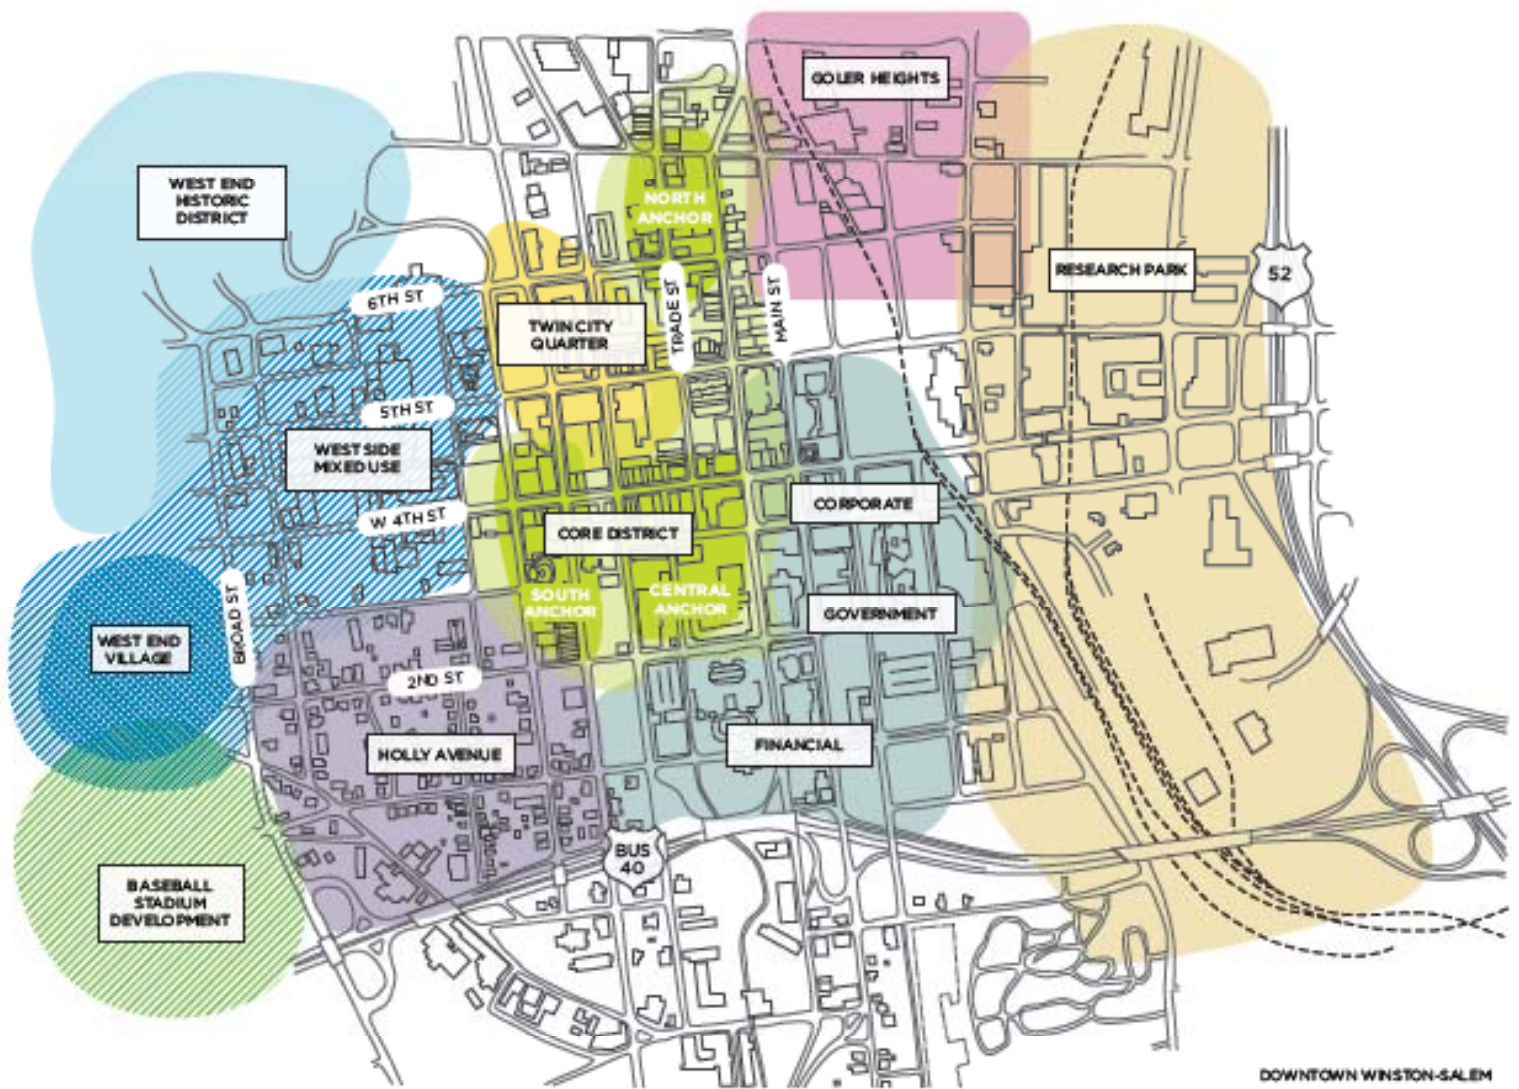 GOLER HEIGHTS
WEST END
HISTORIC
DISTRICT
NORTH
ANCHOR
RESEARCH PARK
52
6TH ST
TRADE ST
MAIN ST
TWIN CITY
QUARTER
5TH ST
WEST SIDE
MIXED USE
W 4TH ST
CORPORATE
CORE DISTRICT
SOUTH
ANCHOR
CENTRAL
ANCHOR
GOVERNMENT
BROAD ST
WEST END
VILLAGE
2ND ST
HOLLY AVENUE
FINANCIAL
BUS
40
BASEBALL
STADIUM
DEVELOPMENT
DOWNTOWN WINSTON-SALEM